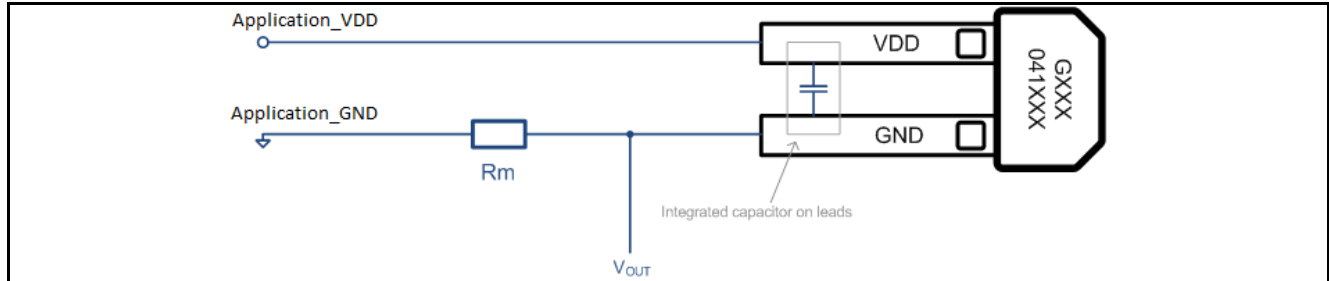 Application_VDD
VDD
GXXX
041XXX
Application_GND
GND
Rm
Integrated capacitor on leads
VOUT